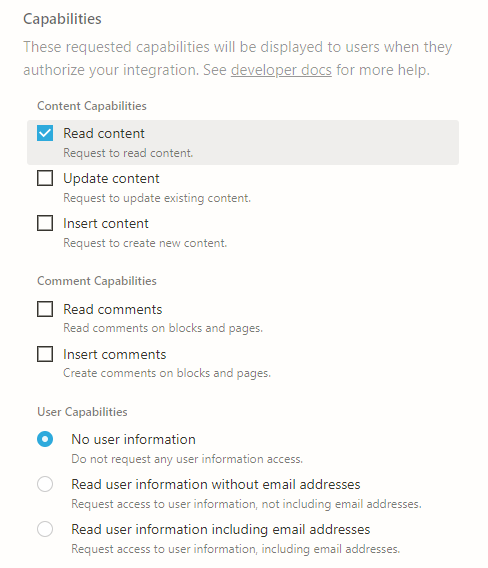 Capabilities
These requested capabilities will be displayed to users when they
authorize your integration. See developer docs for more help.
Content Capabilities
Read content
Request to read content.
Update content
Request to update existing content.
Insert content
Request to create new content.
Comment Capabilities
Read comments
Read comments on blocks and pages.
Insert comments
Create comments on blocks and pages.
User Capabilities
No user information
Do not request any user information access.
Read user information without email addresses
Request access to user information, not including email addresses.
Read user information including email addresses
Request access to user information, including email addresses.